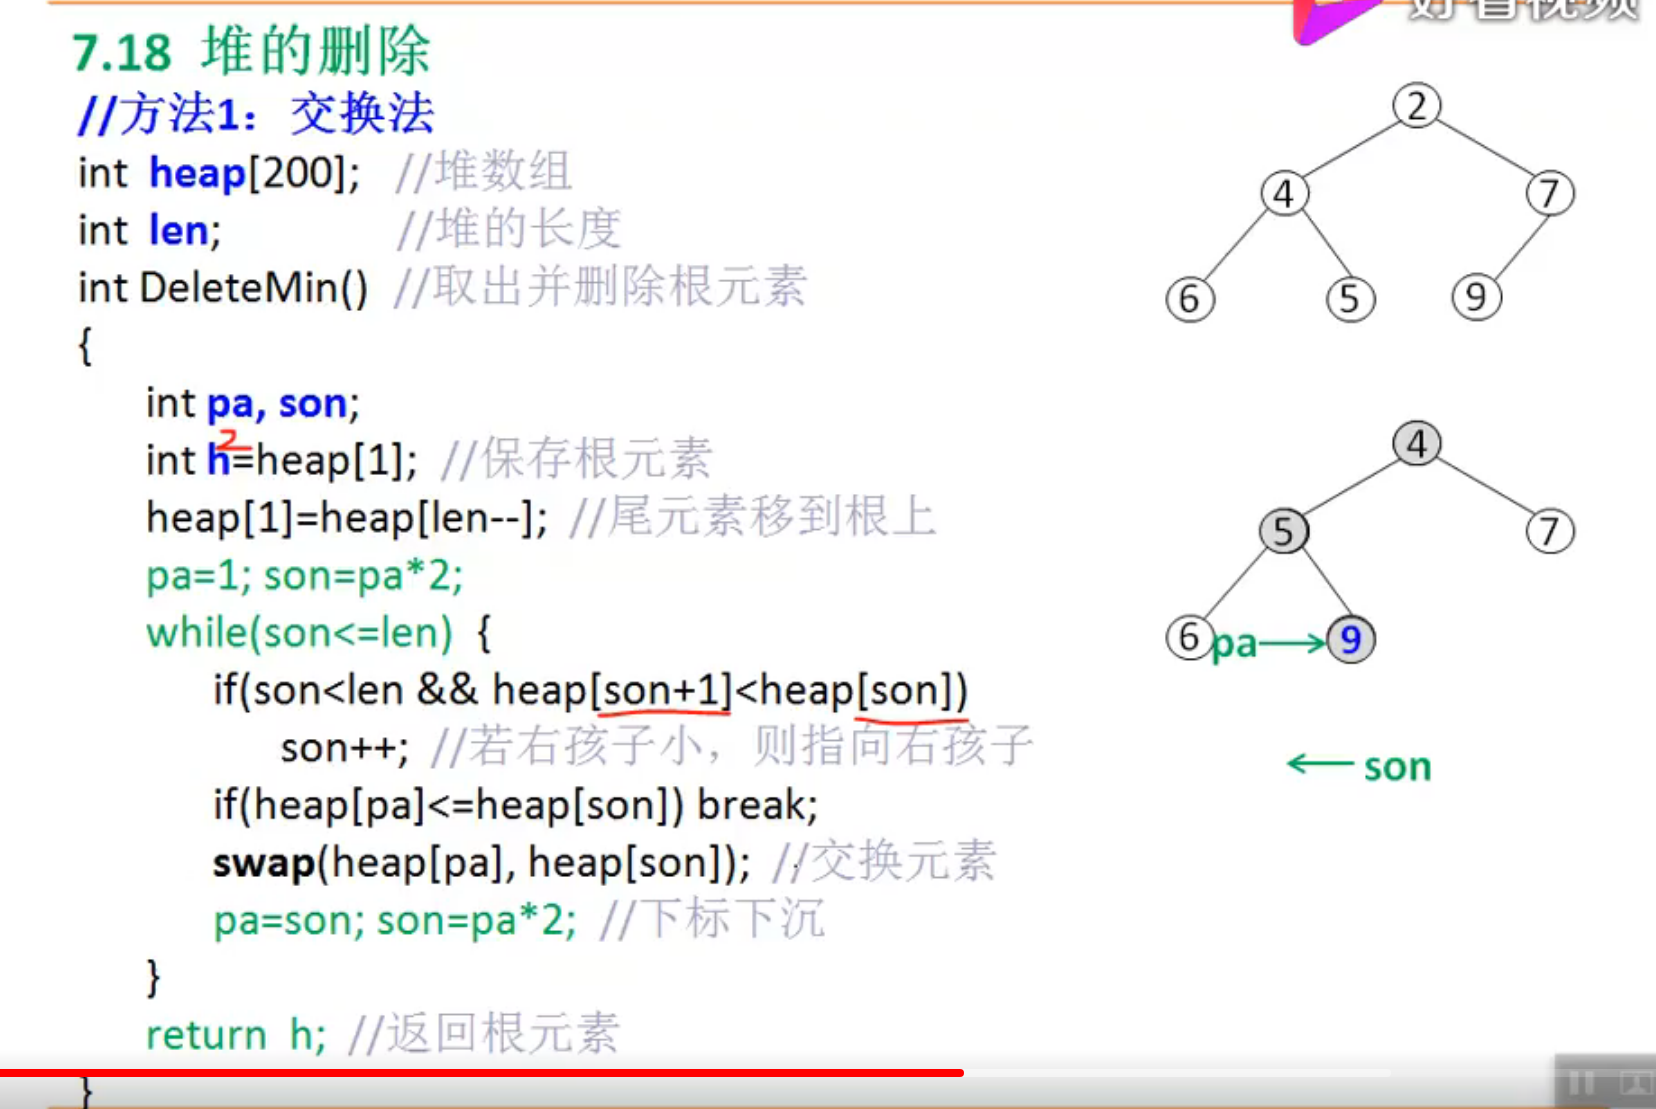 好看视频
7.18 堆的删除
//方法1：交换法
int heap[200]; //堆数组
int len; //堆的长度
int DeleteMin() //取出并删除根元素
{
int pa, son;
2
int h=heap[1]; //保存根元素
heap[1]=heap[len--]; //尾元素移到根上
pa=1; son=pa*2;
while(son<=len) {
if(son<len && heap[son+1]<heap[son])
son++; //若右孩子小，则指向右孩子
if(heap[pa]<=heap[son]) break;
swap(heap[pa], heap[son]); //交换元素
pa=son; son=pa*2; //下标下沉
}
return h; //返回根元素
}
2
4 7
6 5 9
4
5 7
6 pa 9
son